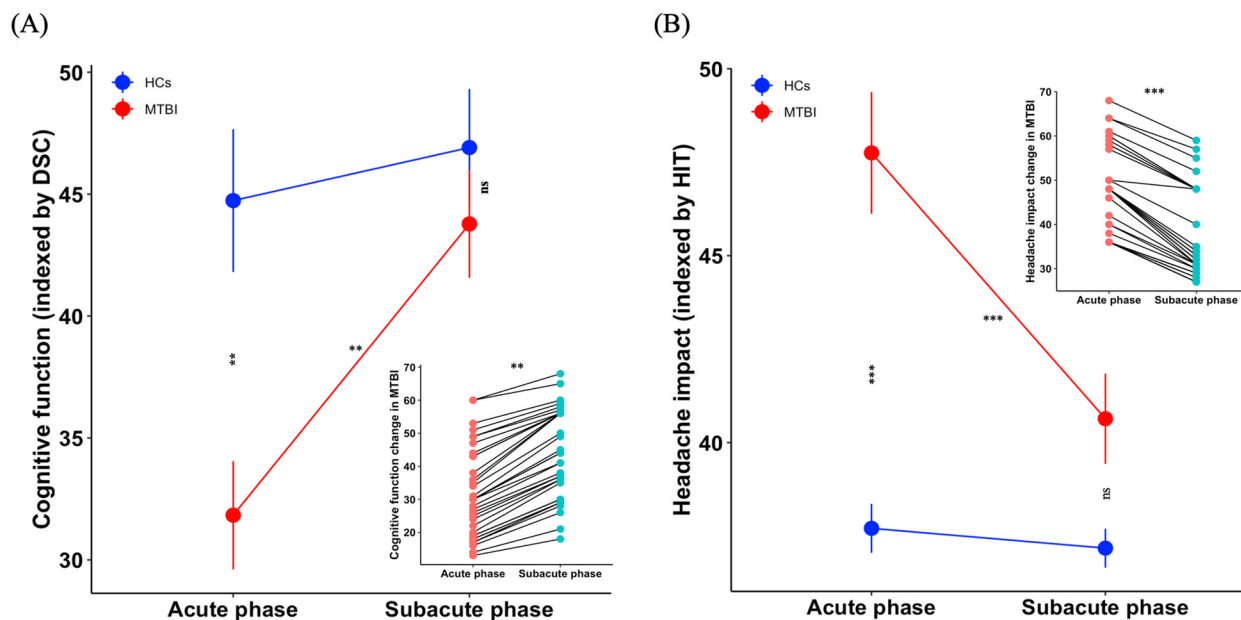 (A)
Cognitive function (indexed by DSC)
50
45
40
35
30
HCs
MTBI
**
**
ns
Cognitive function change in MTBI
70
60
50
40
30
20
**
Acute phase Subacute phase
Acute phase Subacute phase
(B)
Headache impact (indexed by HIT)
50
45
40
HCs
MTBI
***
***
ns
Headache impact change in MTBI
70
60
50
40
30
***
Acute phase Subacute phase
Acute phase Subacute phase